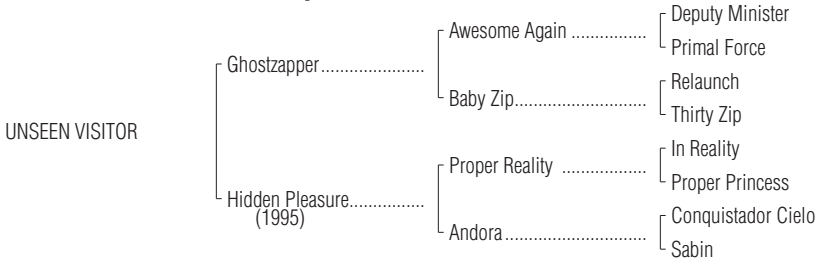 Deputy Minister
Awesome Again ................
Primal Force
Ghostzapper......................
Relaunch
Baby Zip............................
Thirty Zip
UNSEEN VISITOR
In Reality
Proper Reality ..................
Proper Princess
Hidden Pleasure................
(1995)
Conquistador Cielo
Andora..............................
Sabin